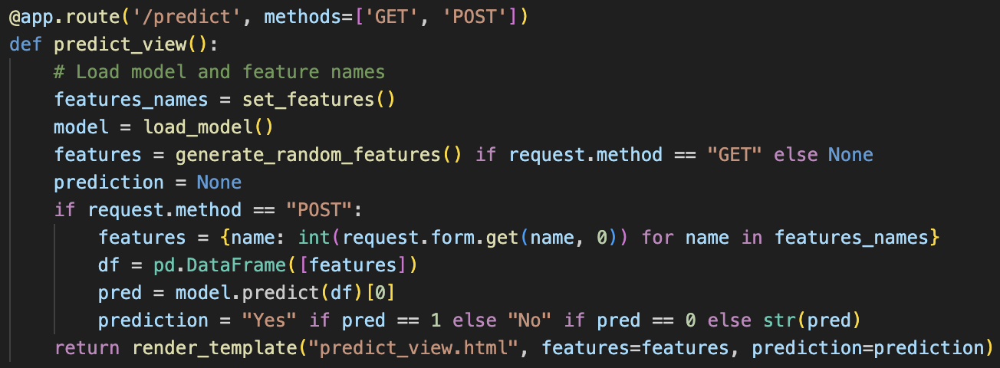 @app.route('/predict', methods=['GET', 'POST'])
def predict_view():
    # Load model and feature names
    features_names = set_features()
    model = load_model()
    features = generate_random_features() if request.method == "GET" else None
    prediction = None
    if request.method == "POST":
        features = {name: int(request.form.get(name, 0)) for name in features_names}
        df = pd.DataFrame([features])
        pred = model.predict(df)[0]
        prediction = "Yes" if pred == 1 else "No" if pred == 0 else str(pred)
    return render_template("predict_view.html", features=features, prediction=prediction)